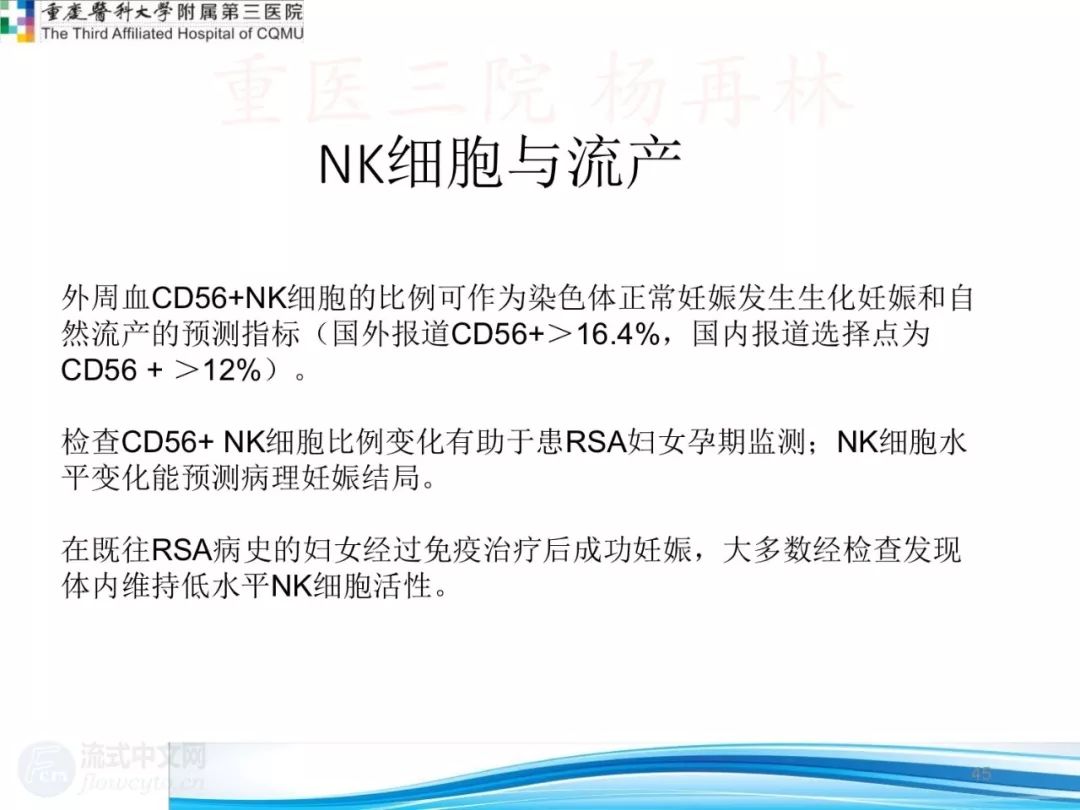 重庆医科大学附属第三医院
The Third Affiliated Hospital of CQMU
重医三院 杨再林
NK细胞与流产
外周血CD56+NK细胞的比例可作为染色体正常妊娠发生生化妊娠和自
然流产的预测指标（国外报道CD56+＞16.4%，国内报道选择点为
CD56 + ＞12%）。
检查CD56+ NK细胞比例变化有助于患RSA妇女孕期监测；NK细胞水
平变化能预测病理妊娠结局。
在既往RSA病史的妇女经过免疫治疗后成功妊娠，大多数经检查发现
体内维持低水平NK细胞活性。
流式中文网
flowcyto.cn
45